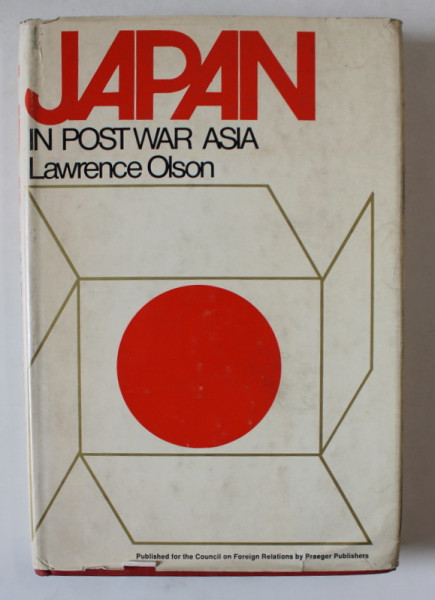 JAPAN
IN POSTWAR ASIA
Lawrence Olson
Published for the Council on Foreign Relations by Praeger Publishers